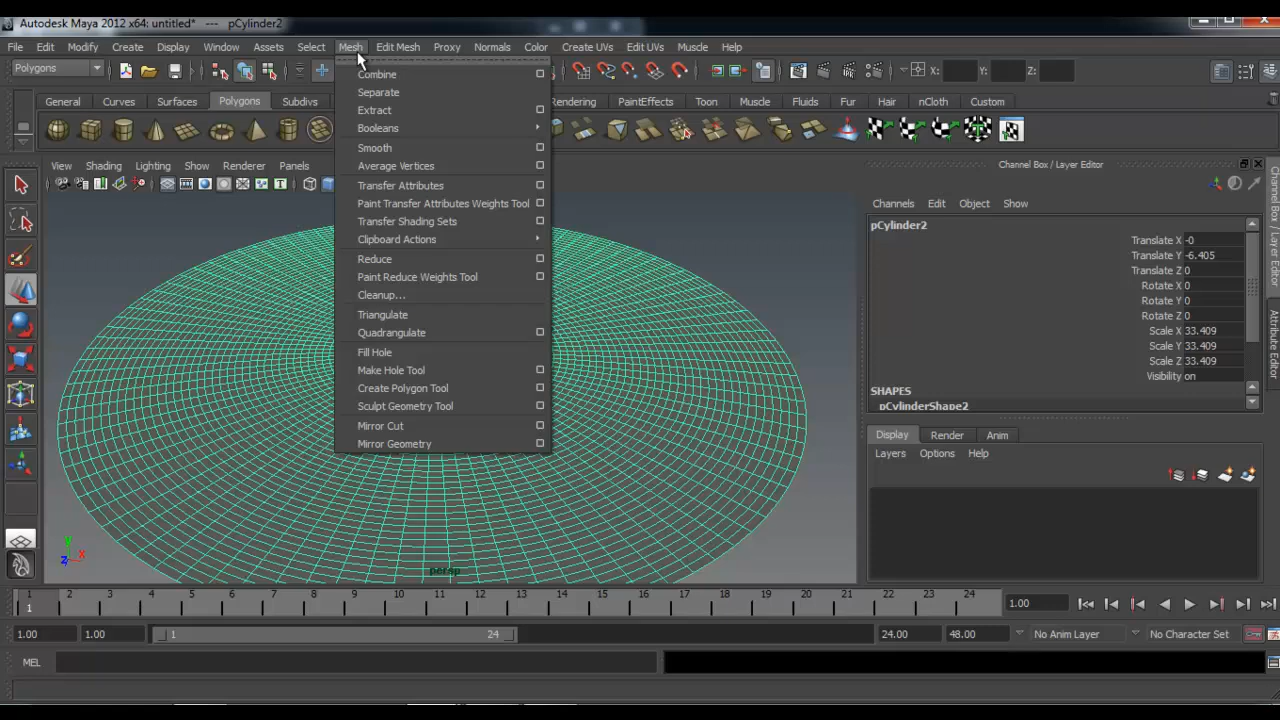 Autodesk Maya 2012 x64: untitled* --- pCylinder2
File Edit Modify Create Display Window Assets Select Mesh Edit Mesh Proxy Normals Color Create UVs Edit UVs Muscle Help
Polygons X: Y: Z:
General Curves Surfaces Polygons Subdivs Rendering PaintEffects Toon Muscle Fluids Fur Hair nCloth Custom
Combine
Separate
Extract
Booleans
Smooth
Average Vertices
Transfer Attributes
Paint Transfer Attributes Weights Tool
Transfer Shading Sets
Clipboard Actions
Reduce
Paint Reduce Weights Tool
Cleanup...
Triangulate
Quadrangulate
Fill Hole
Make Hole Tool
Create Polygon Tool
Sculpt Geometry Tool
Mirror Cut
Mirror Geometry
View Shading Lighting Show Renderer Panels
persp
y
x
z
Channel Box / Layer Editor
Channels Edit Object Show
pCylinder2
Translate X -0
Translate Y -6.405
Translate Z 0
Rotate X 0
Rotate Y 0
Rotate Z 0
Scale X 33.409
Scale Y 33.409
Scale Z 33.409
Visibility on
SHAPES
pCylinderShape2
Display Render Anim
Layers Options Help
Channel Box / Layer Editor
Attribute Editor
1 2 3 4 5 6 7 8 9 10 11 12 13 14 15 16 17 18 19 20 21 22 23 24
1
1.00
1.00 1.00 1 24 24.00 48.00 No Anim Layer No Character Set
MEL